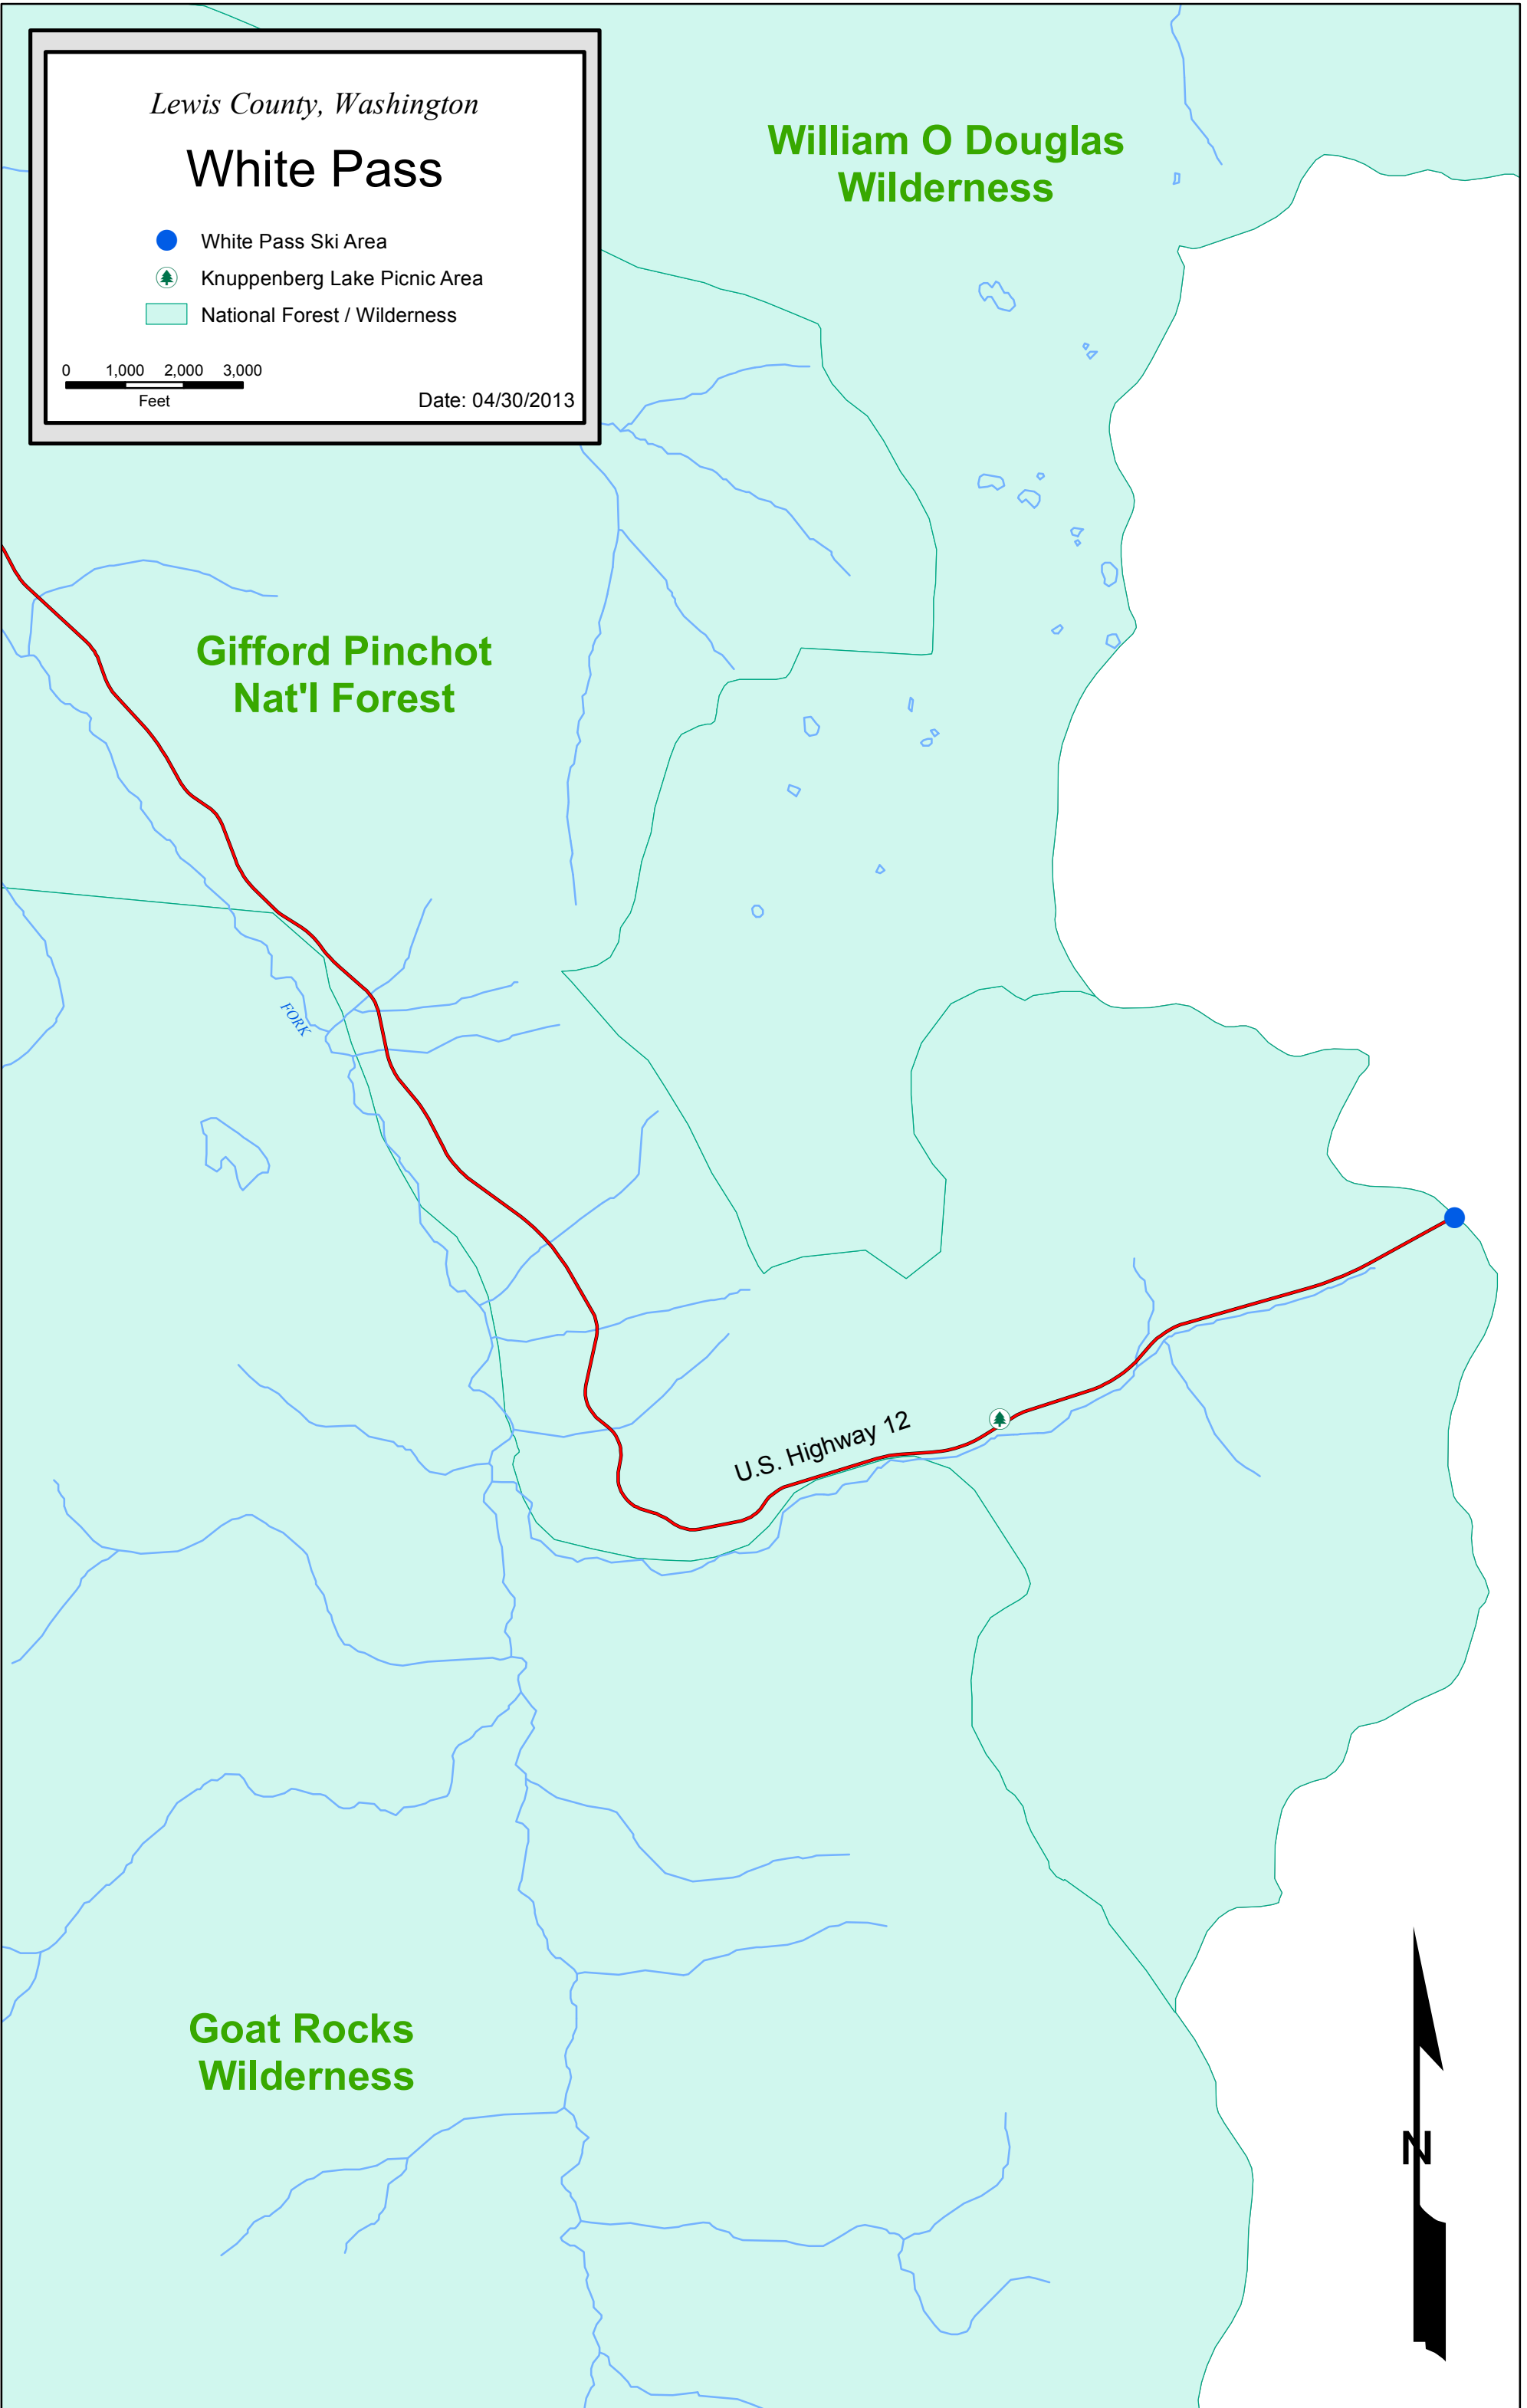 Lewis County, Washington
White Pass
White Pass Ski Area
Knuppenberg Lake Picnic Area
National Forest / Wilderness
0 1,000 2,000 3,000
Feet
Date: 04/30/2013
William O Douglas
Wilderness
Gifford Pinchot
Nat'l Forest
FORK
U.S. Highway 12
Goat Rocks
Wilderness
N